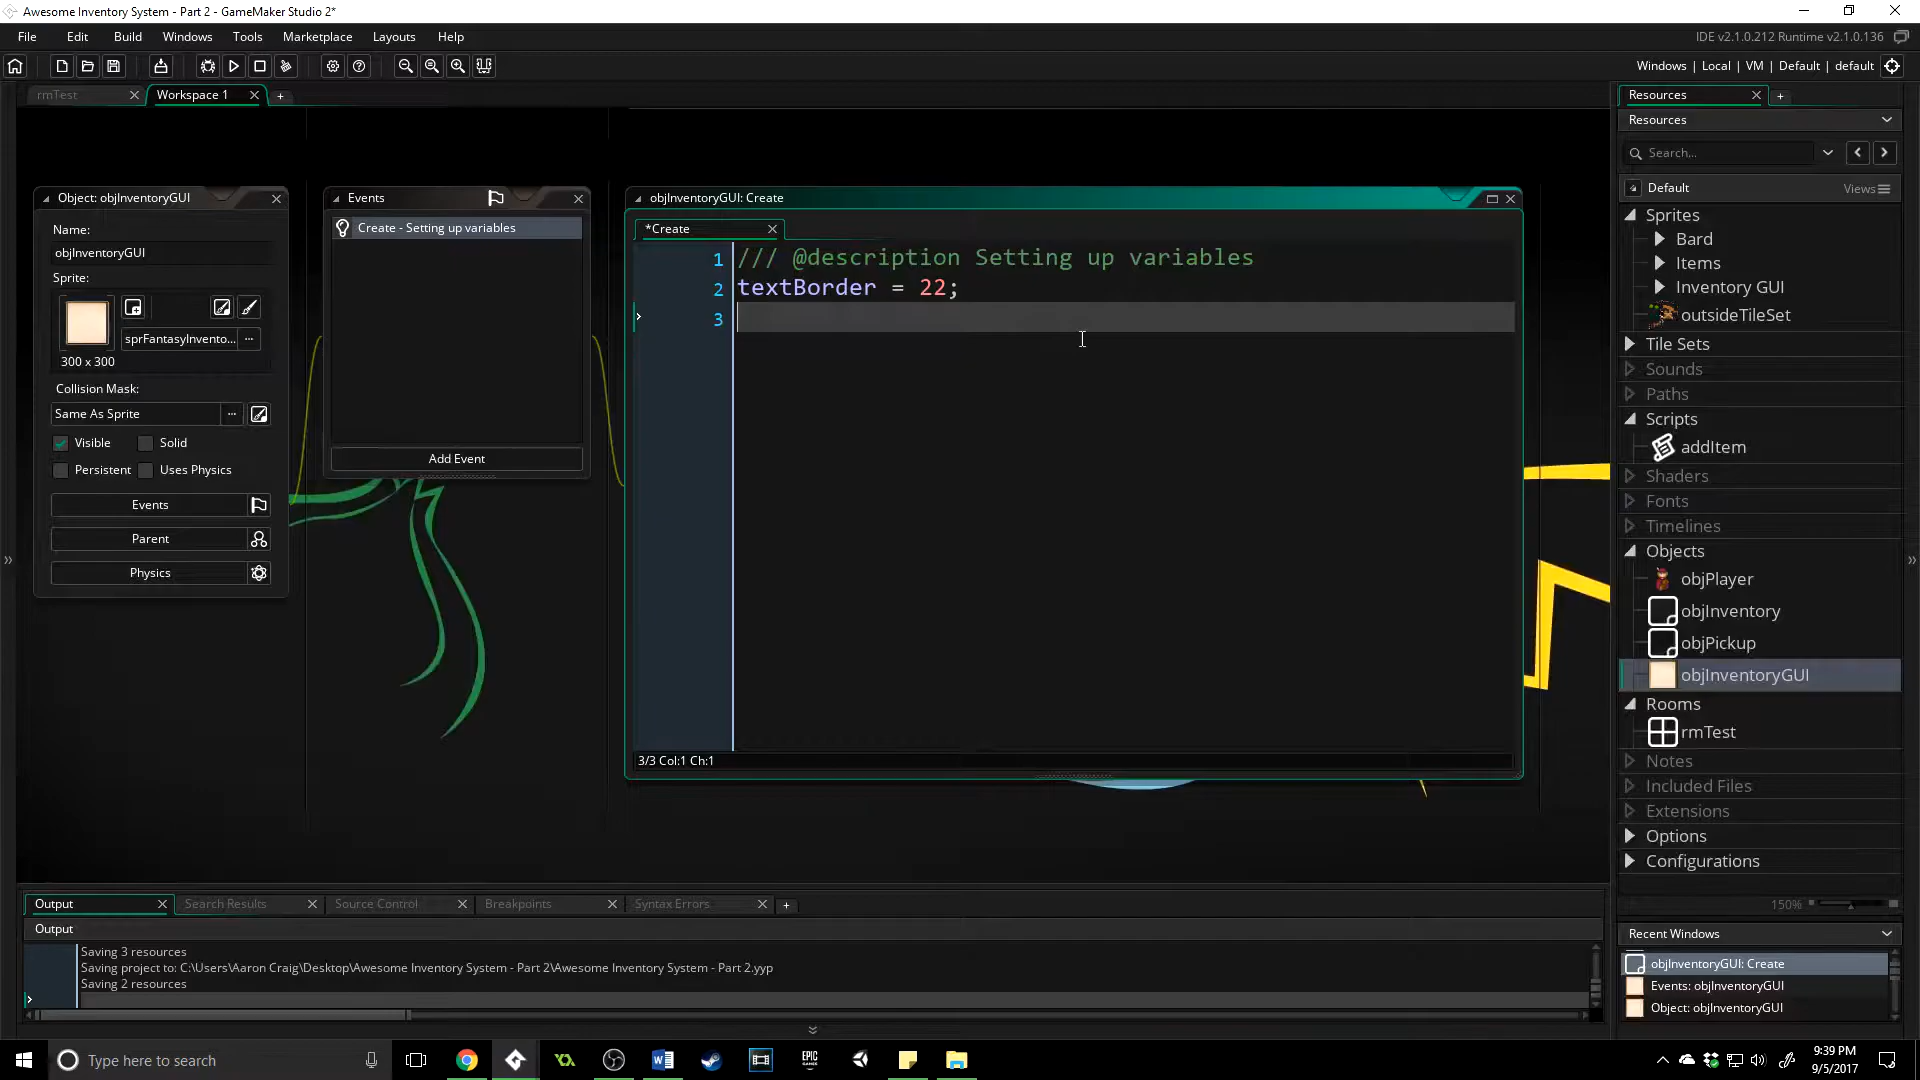 Awesome Inventory System - Part 2 - GameMaker Studio 2*
File Edit Build Windows Tools Marketplace Layouts Help
IDE v2.1.0.212 Runtime v2.1.0.136
Windows | Local | VM | Default | default
rmTest
Workspace 1
Object: objInventoryGUI
Name:
objInventoryGUI
Sprite:
sprFantasyInvento...
300 x 300
Collision Mask:
Same As Sprite
Visible
Solid
Persistent
Uses Physics
Events
Parent
Physics
Events
Create - Setting up variables
Add Event
objInventoryGUI: Create
*Create
1 /// @description Setting up variables
2 textBorder = 22;
3
3/3 Col:1 Ch:1
Resources
Resources
Search...
Default
Views
Sprites
Bard
Items
Inventory GUI
outsideTileSet
Tile Sets
Sounds
Paths
Scripts
addItem
Shaders
Fonts
Timelines
Objects
objPlayer
objInventory
objPickup
objInventoryGUI
Rooms
rmTest
Notes
Included Files
Extensions
Options
Configurations
150%
Recent Windows
objInventoryGUI: Create
Events: objInventoryGUI
Object: objInventoryGUI
Output
Search Results
Source Control
Breakpoints
Syntax Errors
Output
Saving 3 resources
Saving project to: C:\Users\Aaron Craig\Desktop\Awesome Inventory System - Part 2\Awesome Inventory System - Part 2.yyp
Saving 2 resources
Type here to search
EPIC GAMES
9:39 PM
9/5/2017